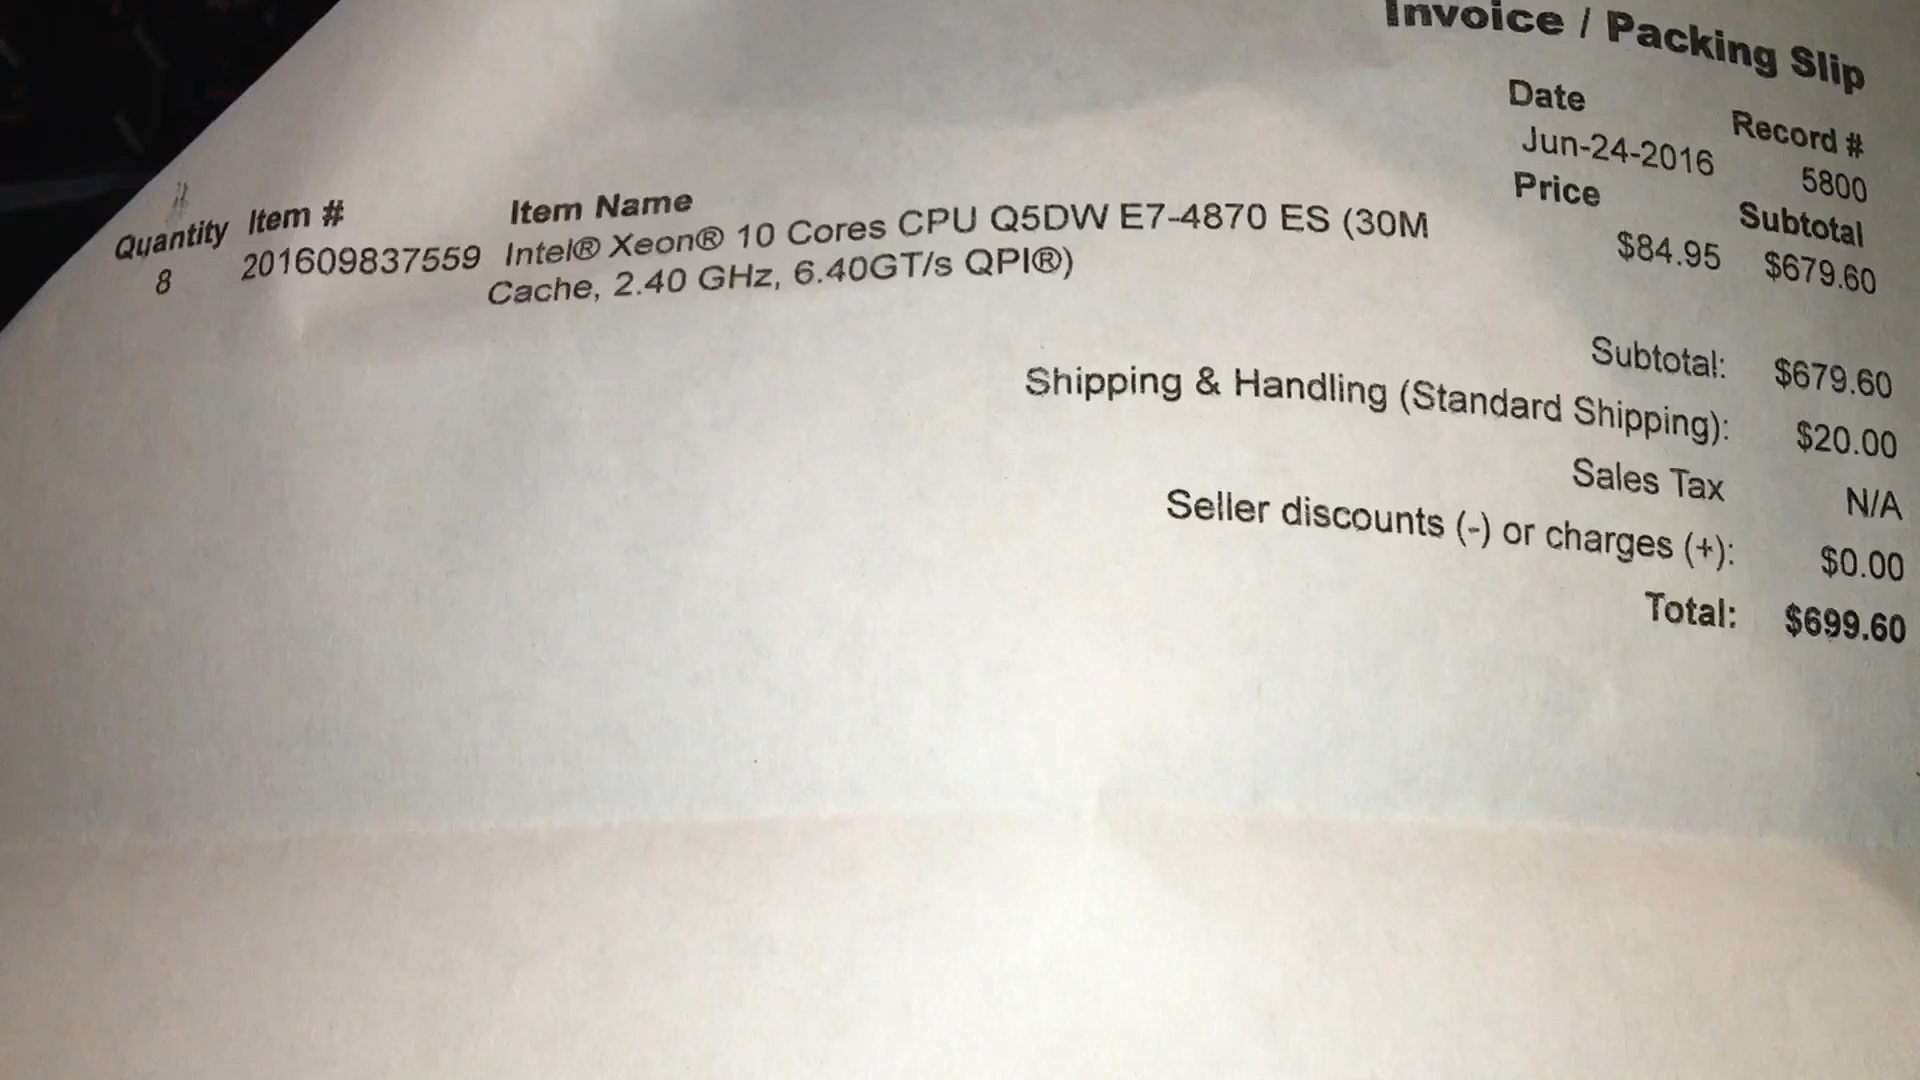 Invoice / Packing Slip
Date Record #
Jun-24-2016 5800
Quantity Item # Item Name Price Subtotal
8 201609837559 Intel® Xeon® 10 Cores CPU Q5DW E7-4870 ES (30M $84.95 $679.60
Cache, 2.40 GHz, 6.40GT/s QPI®)
Subtotal: $679.60
Shipping & Handling (Standard Shipping): $20.00
Sales Tax N/A
Seller discounts (-) or charges (+): $0.00
Total: $699.60